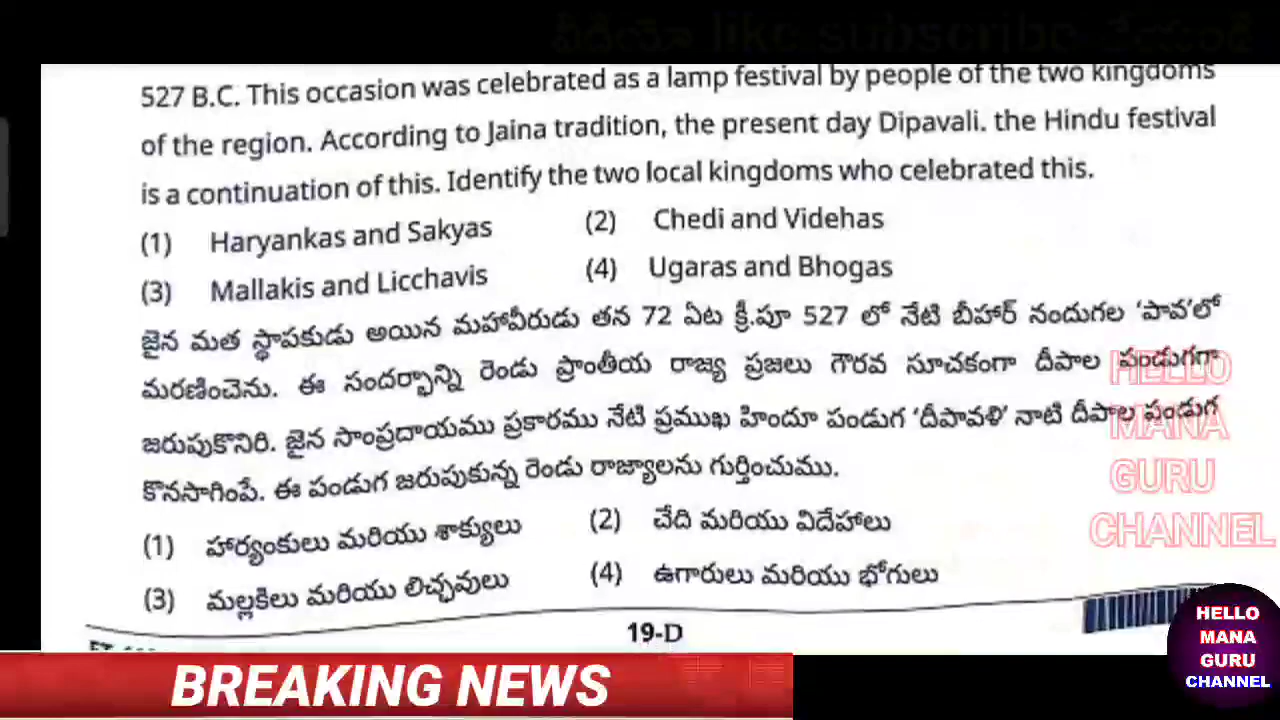 వీడియో like subscribe చేయండి
527 B.C. This occasion was celebrated as a lamp festival by people of the two kingdoms
of the region. According to Jaina tradition, the present day Dipavali. the Hindu festival
is a continuation of this. Identify the two local kingdoms who celebrated this.
(1) Haryankas and Sakyas (2) Chedi and Videhas
(3) Mallakis and Licchavis (4) Ugaras and Bhogas
జైన మత స్థాపకుడు అయిన మహావీరుడు తన 72 ఏట క్రీ.పూ 527 లో నేటి బీహార్ నందుగల ‘పావ’లో
మరణించెను. ఈ సందర్భాన్ని రెండు ప్రాంతీయ రాజ్య ప్రజలు గౌరవ సూచకంగా దీపాల పండుగగా
జరుపుకొనిరి. జైన సాంప్రదాయము ప్రకారము నేటి ప్రముఖ హిందూ పండుగ ‘దీపావళి’ నాటి దీపాల పండుగ
కొనసాగింపే. ఈ పండుగ జరుపుకున్న రెండు రాజ్యాలను గుర్తించుము.
(1) హార్యంకులు మరియు శాక్యులు (2) చేది మరియు విదేహాలు
(3) మల్లకిలు మరియు లిచ్ఛవులు (4) ఉగారులు మరియు భోగులు
19-D
HELLO
MANA
GURU
CHANNEL
BREAKING NEWS
HELLO
MANA
GURU
CHANNEL